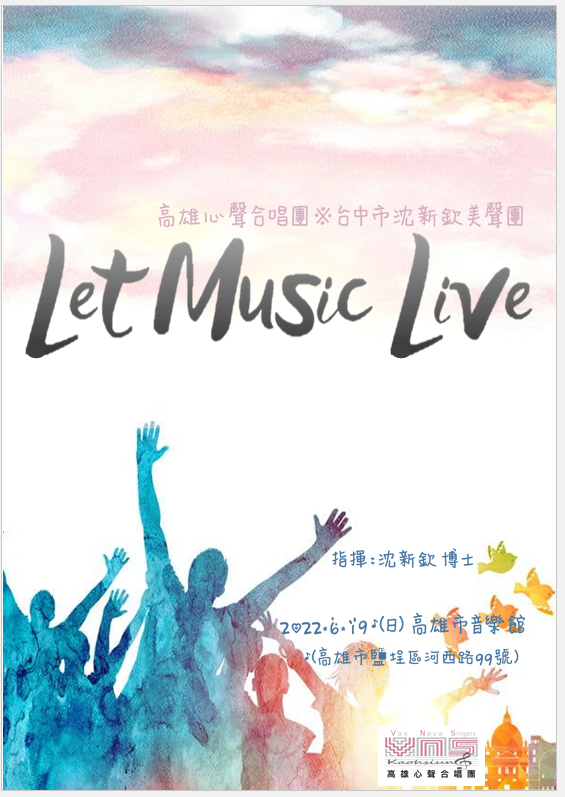 高雄心聲合唱團※台中市沈新欽美聲團
Let Music Live
指揮:沈新欽 博士
2022.6.19♪(日) 高雄市音樂館
♪(高雄市鹽埕區河西路99號)
Vox Nova Singers
VNS
Kaohsiung
高雄心聲合唱團